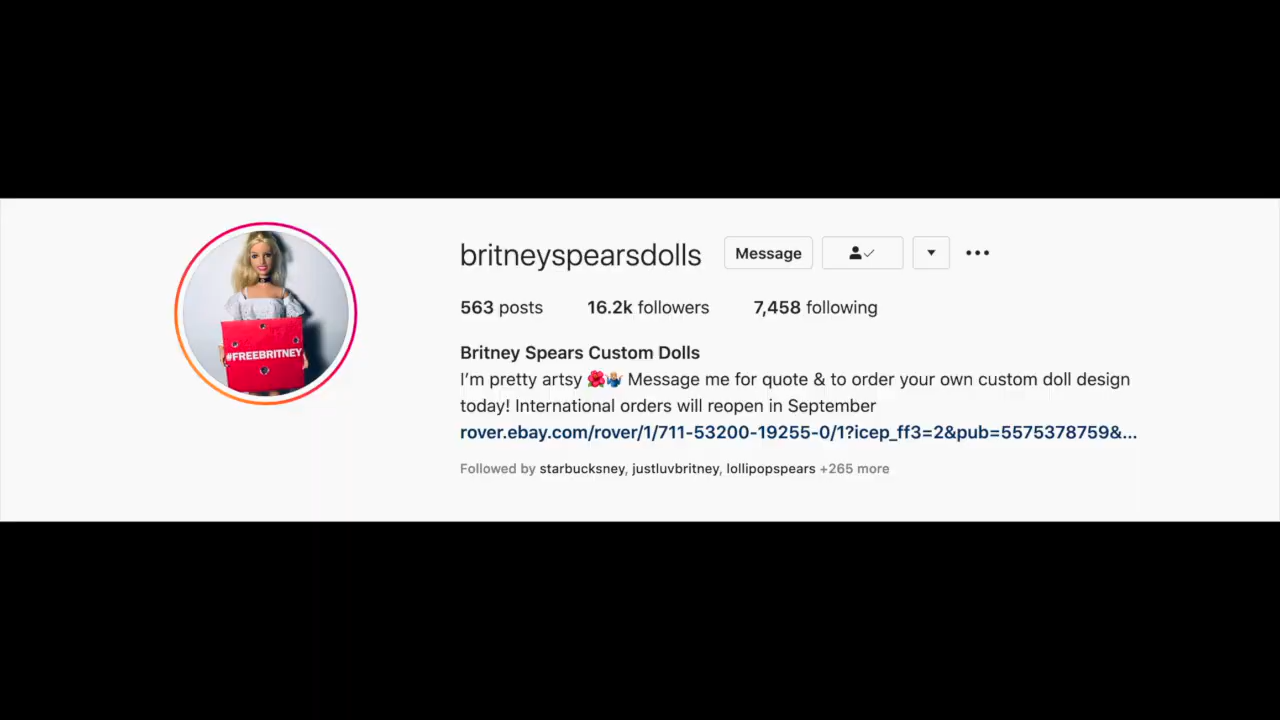 britneyspearsdolls Message
563 posts 16.2k followers 7,458 following
Britney Spears Custom Dolls
I’m pretty artsy 🌺🤷🏼‍♂️ Message me for quote & to order your own custom doll design
today! International orders will reopen in September
rover.ebay.com/rover/1/711-53200-19255-0/1?icep_ff3=2&pub=5575378759&...
Followed by starbucksney, justluvbritney, lollipopspears +265 more
#FREEBRITNEY